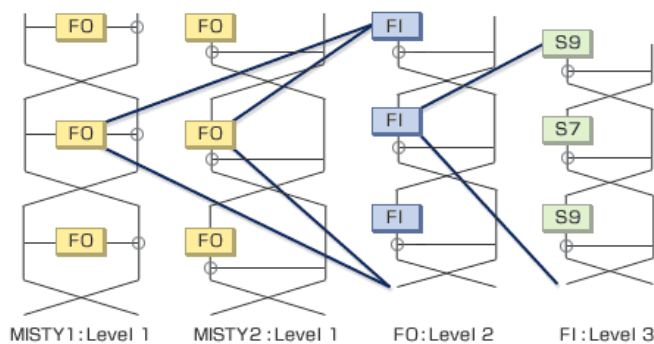 FO FO FI
S9
FO FO FI S7
FO FO FI S9
MISTY1:Level 1 MISTY2:Level 1 FO:Level 2 FI:Level 3